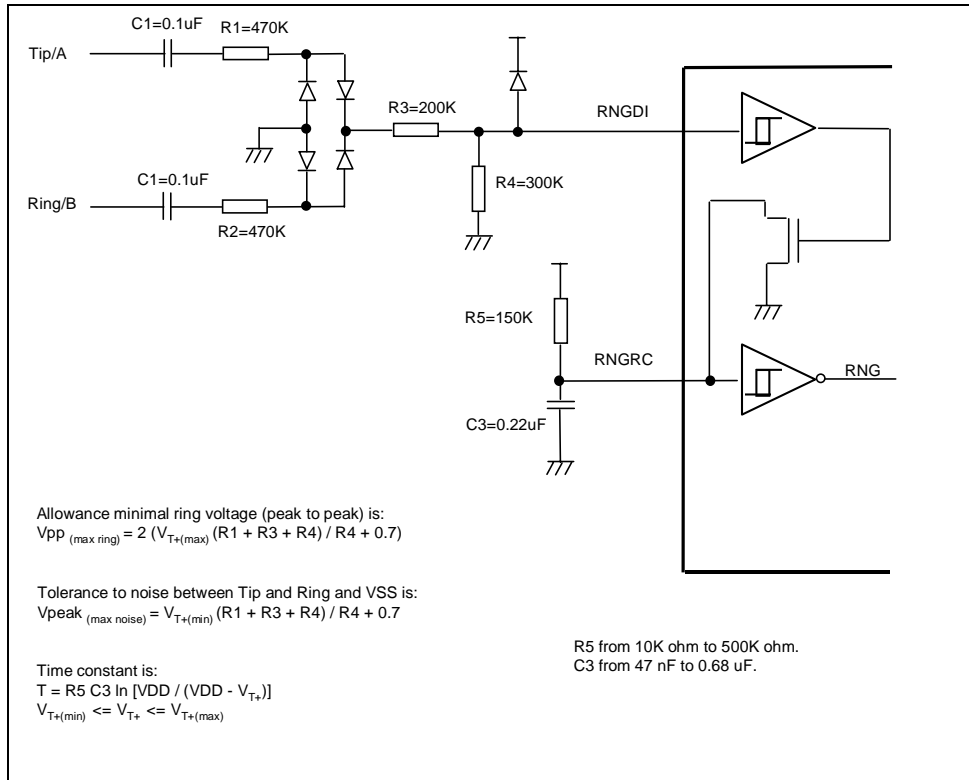 C1=0.1uF
R1=470K
Tip/A
R3=200K
RNGDI
C1=0.1uF
R4=300K
Ring/B
R2=470K
R5=150K
RNGRC
RNG
C3=0.22uF
Allowance minimal ring voltage (peak to peak) is:
Vpp (max ring) = 2 (VT+(max) (R1 + R3 + R4) / R4 + 0.7)
Tolerance to noise between Tip and Ring and VSS is:
Vpeak (max noise) = VT+(min) (R1 + R3 + R4) / R4 + 0.7
R5 from 10K ohm to 500K ohm.
C3 from 47 nF to 0.68 uF.
Time constant is:
T = R5 C3 ln [VDD / (VDD - VT+)]
VT+(min) <= VT+ <= VT+(max)